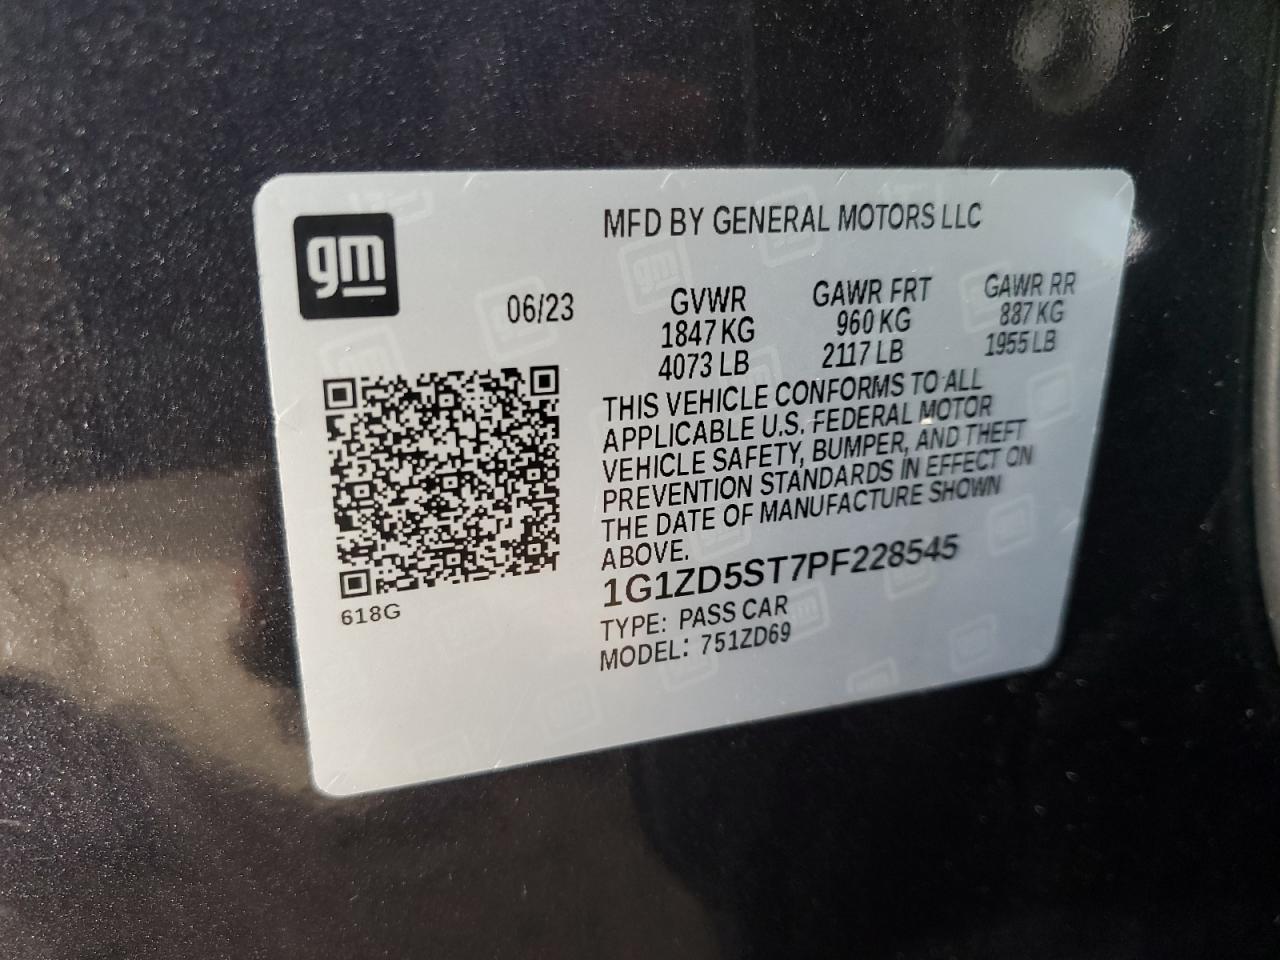 gm
MFD BY GENERAL MOTORS LLC
06/23
GVWR GAWR FRT GAWR RR
1847 KG 960 KG 887 KG
4073 LB 2117 LB 1955 LB
THIS VEHICLE CONFORMS TO ALL
APPLICABLE U.S. FEDERAL MOTOR
VEHICLE SAFETY, BUMPER, AND THEFT
PREVENTION STANDARDS IN EFFECT ON
THE DATE OF MANUFACTURE SHOWN
ABOVE.
1G1ZD5ST7PF228545
TYPE: PASS CAR
MODEL: 751ZD69
618G